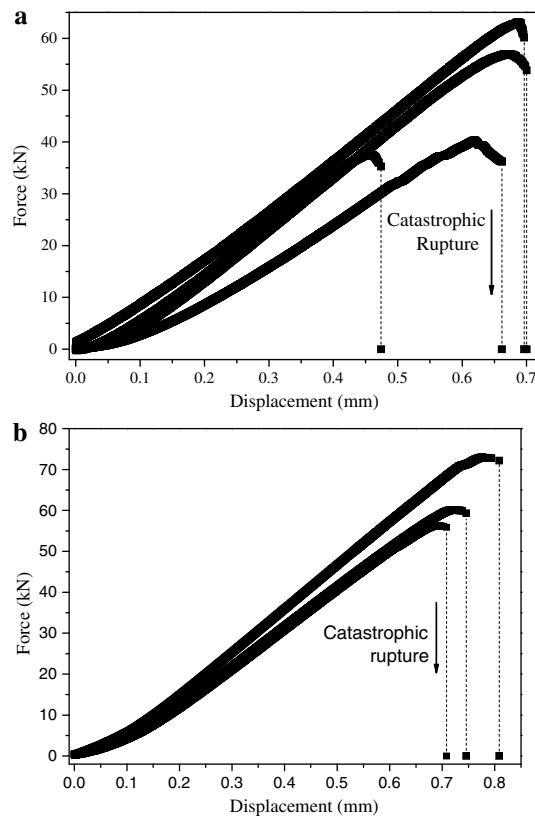 a
60
50
40
30
20
10
0
Force (kN)
Catastrophic
Rupture
0.0 0.1 0.2 0.3 0.4 0.5 0.6 0.7
Displacement (mm)
b
80
70
60
50
40
30
20
10
0
Force (kN)
Catastrophic
rupture
0.0 0.1 0.2 0.3 0.4 0.5 0.6 0.7 0.8
Displacement (mm)